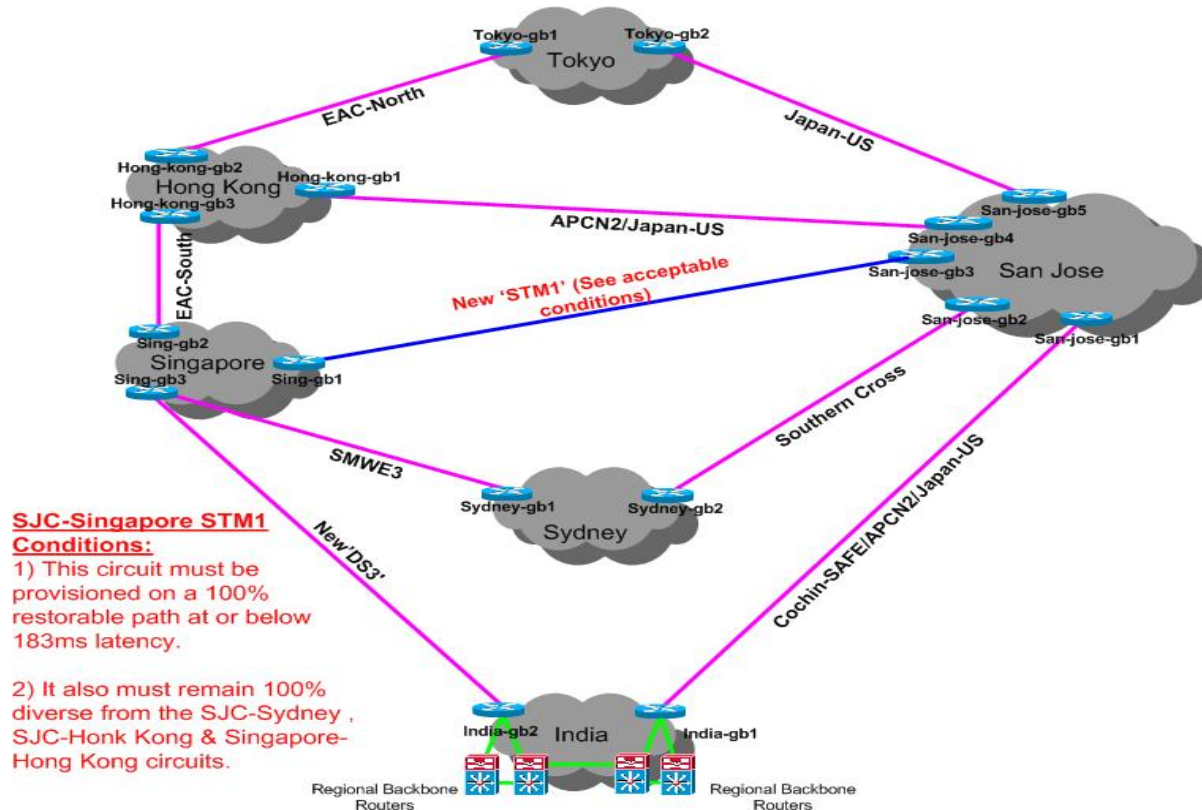 Tokyo-gb1
Tokyo-gb2
Tokyo
EAC-North
Japan-US
Hong-kong-gb2
Hong-kong-gb1
Hong Kong
Hong-kong-gb3
San-jose-gb5
APCN2/Japan-US
San-jose-gb4
San-jose-gb3
San Jose
EAC-South
New ‘STM1’ (See acceptable
conditions)
San-jose-gb2
San-jose-gb1
Sing-gb2
Singapore
Sing-gb3
Sing-gb1
Southern Cross
SMWE3
Sydney-gb1
Sydney-gb2
Sydney
Cochin-SAFE/APCN2/Japan-US
New'DS3'
SJC-Singapore STM1
Conditions:
1) This circuit must be
provisioned on a 100%
restorable path at or below
183ms latency.
2) It also must remain 100%
diverse from the SJC-Sydney ,
SJC-Honk Kong & Singapore-
Hong Kong circuits.
India-gb2
India
India-gb1
Regional Backbone
Routers
Regional Backbone
Routers